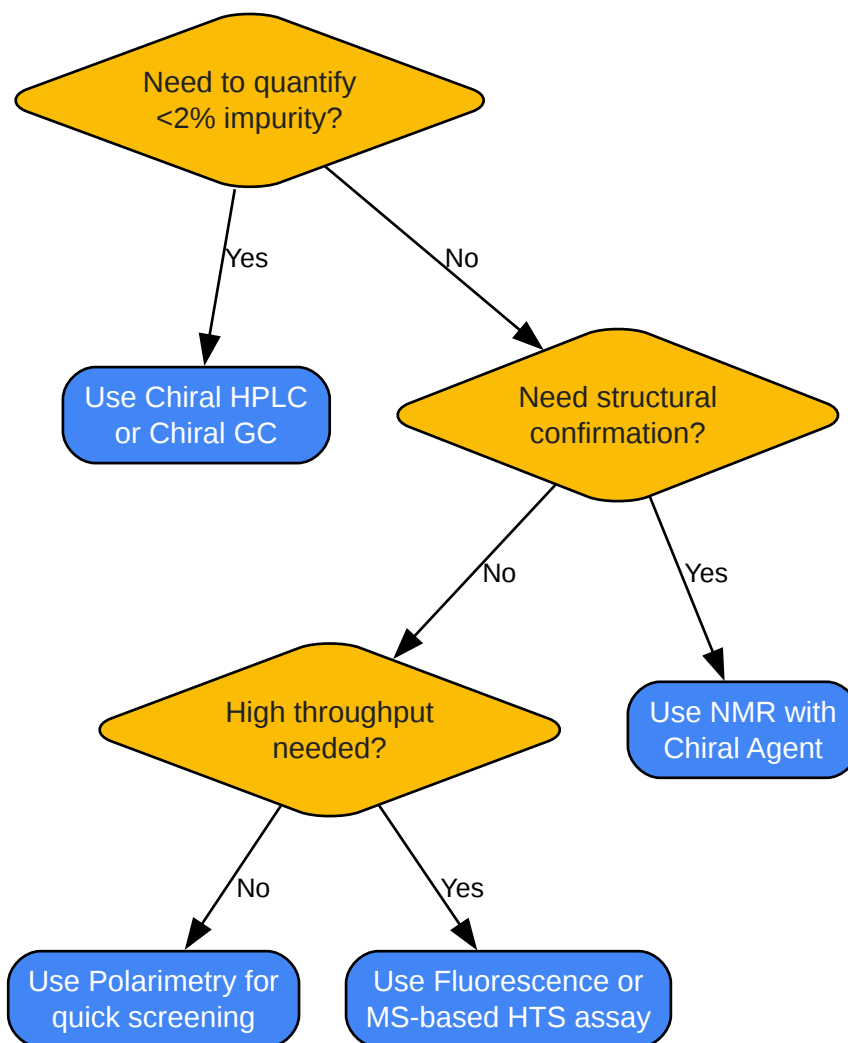 Need to quantify
<2% impurity?
Yes
No
Use Chiral HPLC
or Chiral GC
Need structural
confirmation?
No
Yes
High throughput
needed?
Use NMR with
Chiral Agent
No
Yes
Use Polarimetry for
quick screening
Use Fluorescence or
MS-based HTS assay